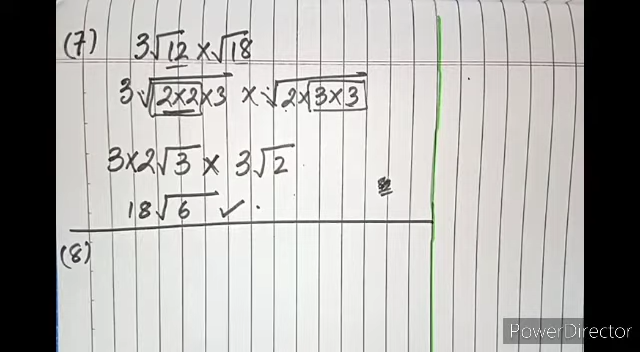 (7) 3√12 × √18
3√2×2×3 × √2×3×3
3×2√3 × 3√2
18√6 ✓.
(8)
PowerDirector